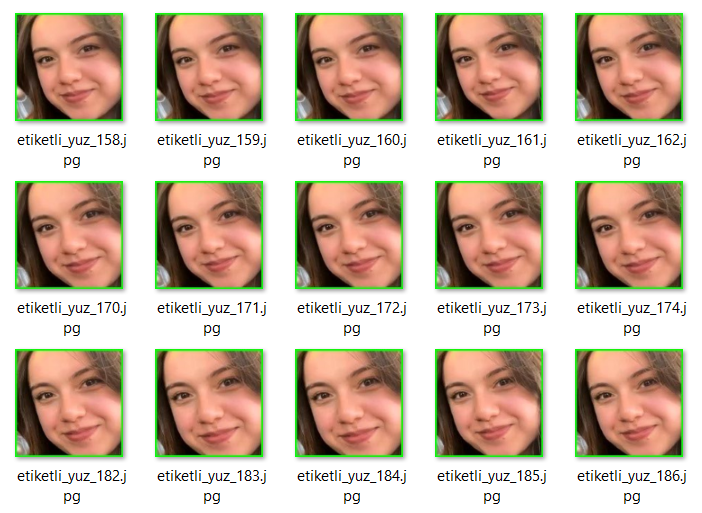 etiketli_yuz_158.j etiketli_yuz_159.j etiketli_yuz_160.j etiketli_yuz_161.j etiketli_yuz_162.j
pg pg pg pg pg
etiketli_yuz_170.j etiketli_yuz_171.j etiketli_yuz_172.j etiketli_yuz_173.j etiketli_yuz_174.j
pg pg pg pg pg
etiketli_yuz_182.j etiketli_yuz_183.j etiketli_yuz_184.j etiketli_yuz_185.j etiketli_yuz_186.j
pg pg pg pg pg